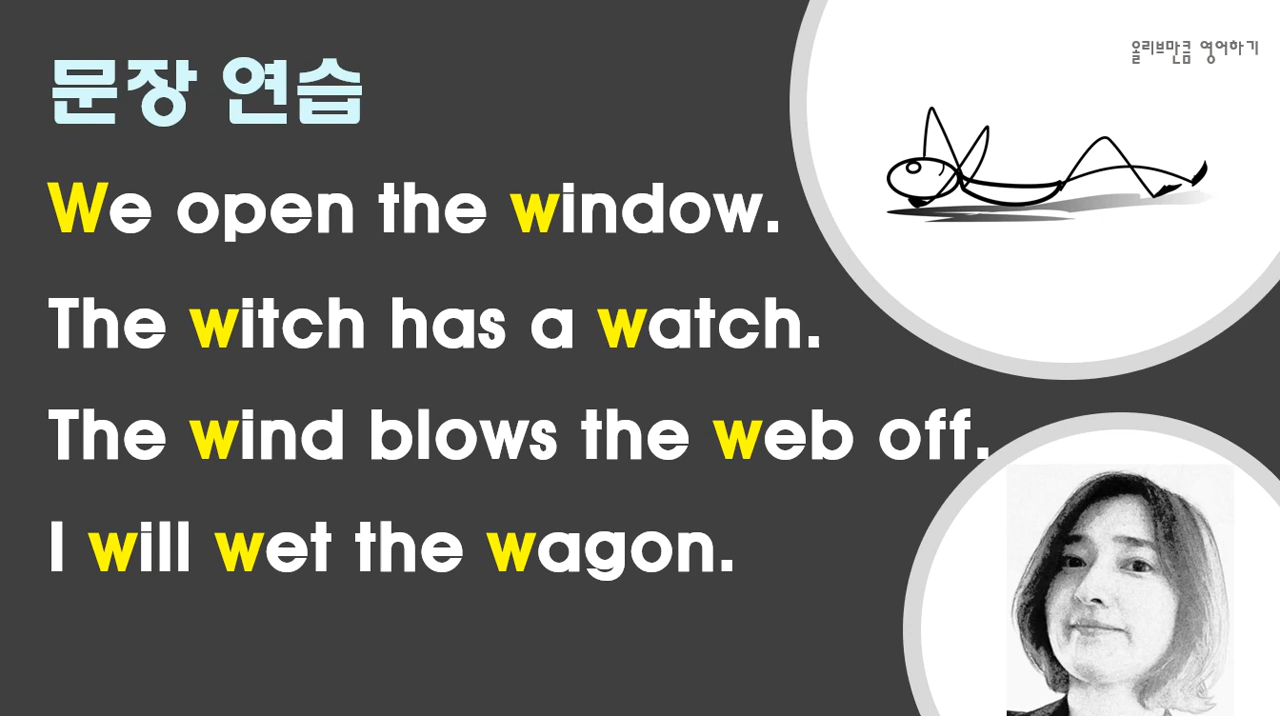 문장 연습
올리브만큼 영어하기
We open the window.
The witch has a watch.
The wind blows the web off.
I will wet the wagon.